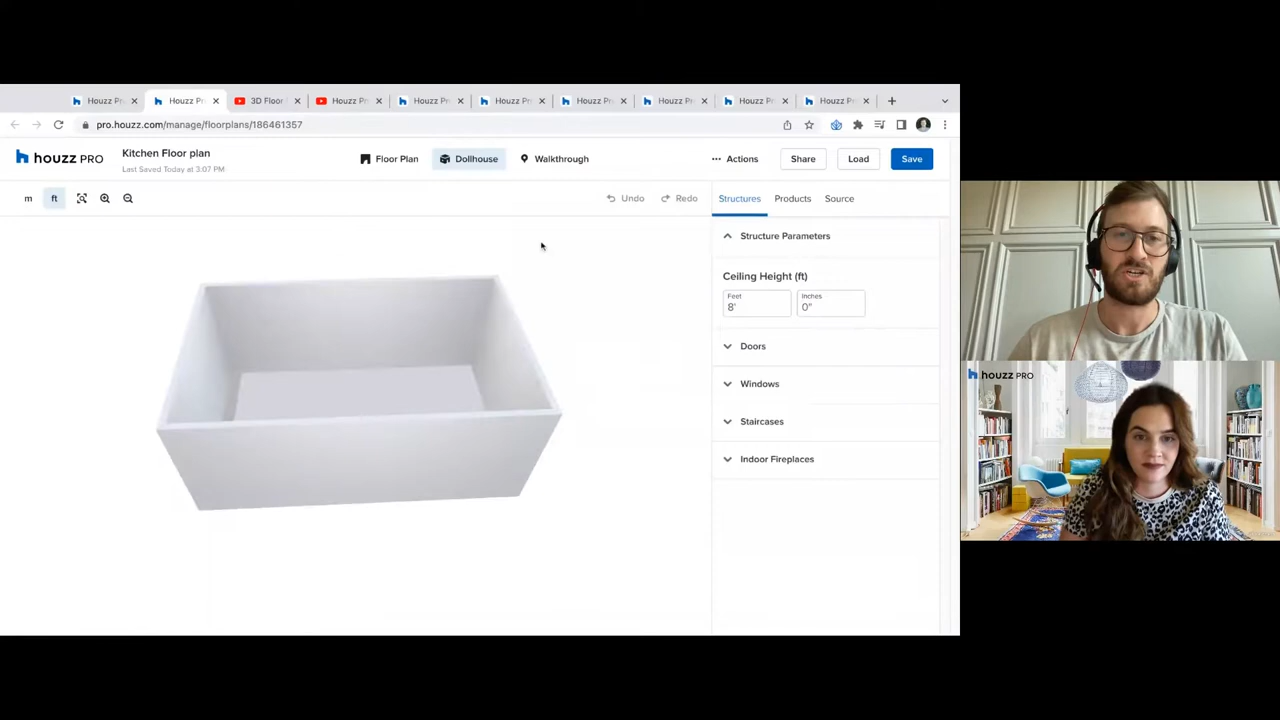 Houzz Pr
Houzz Pr
3D Floor
Houzz Pr
Houzz Pr
Houzz Pr
Houzz Pr
Houzz Pr
Houzz Pr
Houzz Pr
pro.houzz.com/manage/floorplans/186461357
houzz PRO
Kitchen Floor plan
Last Saved Today at 3:07 PM
Floor Plan
Dollhouse
Walkthrough
Actions
Share
Load
Save
m
ft
Undo
Redo
Structures
Products
Source
Structure Parameters
Ceiling Height (ft)
Feet
8'
Inches
0"
Doors
Windows
Staircases
Indoor Fireplaces
houzz PRO